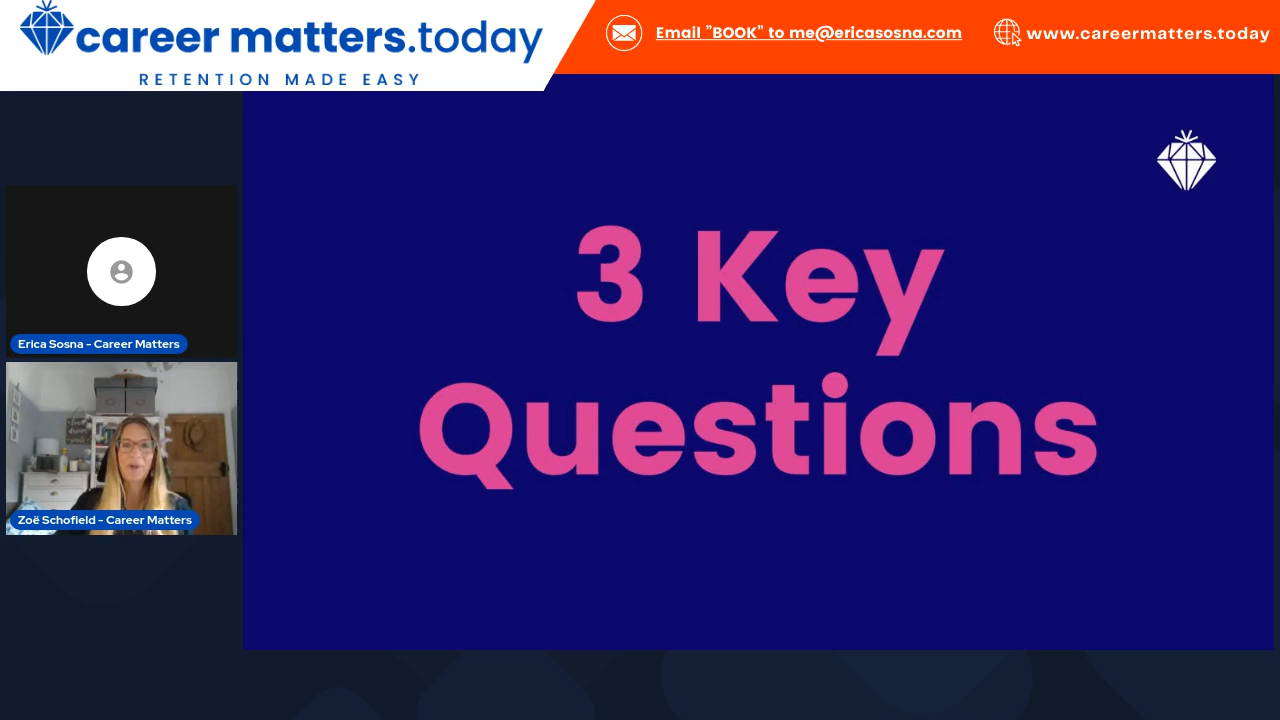 career matters.today
RETENTION MADE EASY
Email "BOOK" to me@ericasosna.com
www.careermatters.today
3 Key
Questions
Erica Sosna - Career Matters
Zoë Schofield - Career Matters